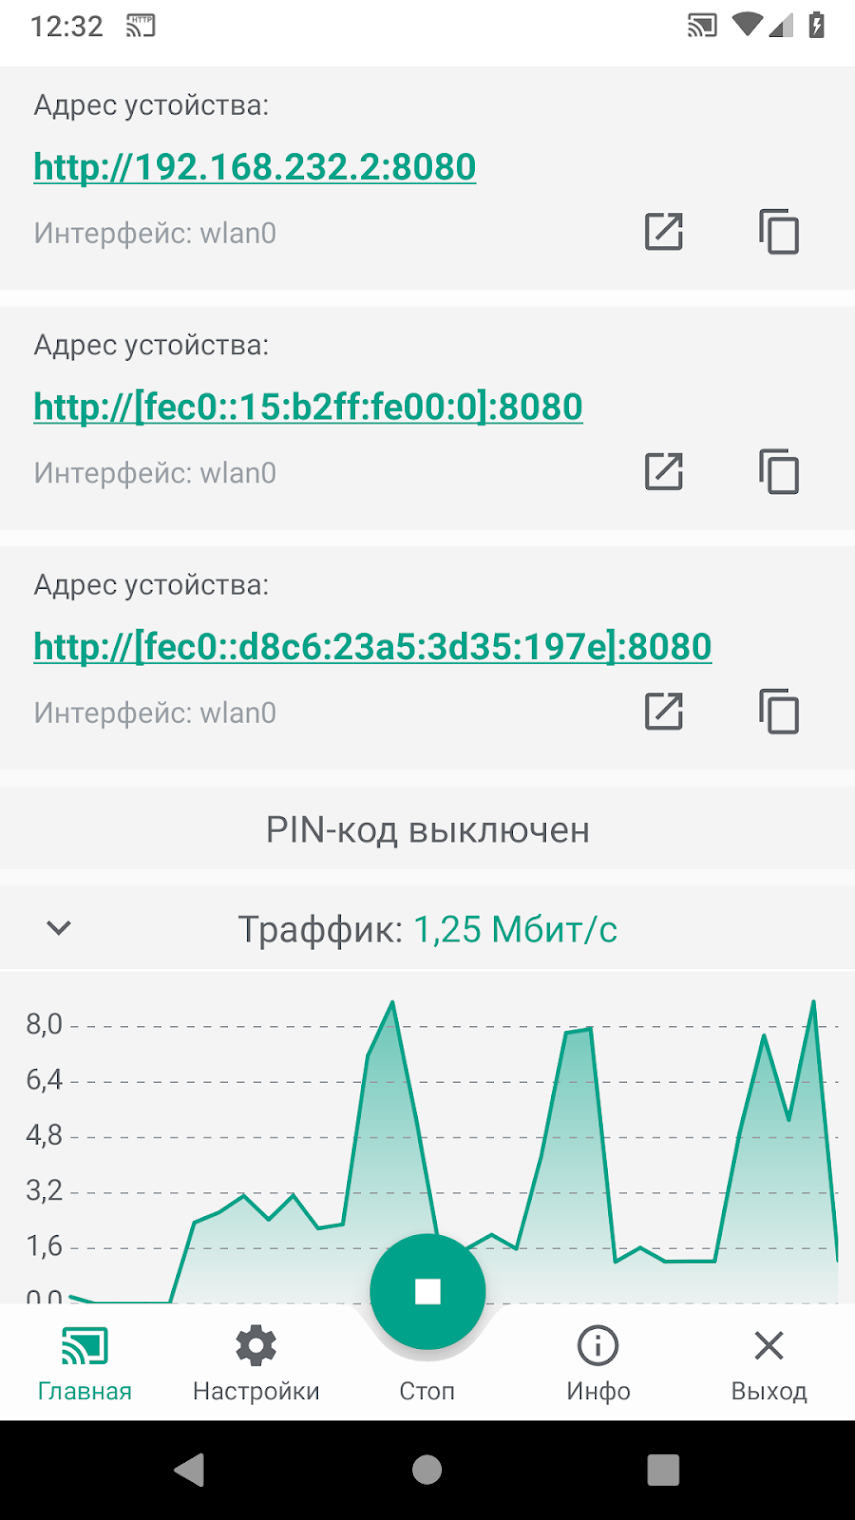 12:32
HTTP
Адрес устойства:
http://192.168.232.2:8080
Интерфейс: wlan0
Адрес устойства:
http://[fec0::15:b2ff:fe00:0]:8080
Интерфейс: wlan0
Адрес устойства:
http://[fec0::d8c6:23a5:3d35:197e]:8080
Интерфейс: wlan0
PIN-код выключен
Траффик: 1,25 Мбит/с
8,0
6,4
4,8
3,2
1,6
0,0
Главная
Настройки
Стоп
Инфо
Выход